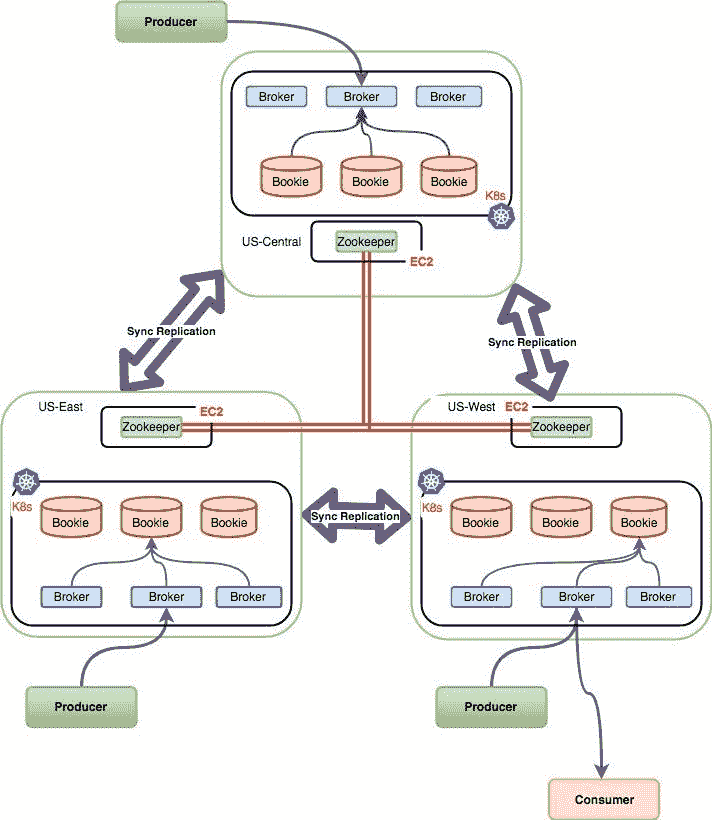 Producer
Broker
Broker
Broker
Bookie
Bookie
Bookie
K8s
US-Central
Zookeeper
EC2
Sync Replication
Sync Replication
US-East
EC2
Zookeeper
US-West
EC2
Zookeeper
K8s
Bookie
Bookie
Bookie
Broker
Broker
Broker
Sync Replication
K8s
Bookie
Bookie
Bookie
Broker
Broker
Broker
Producer
Producer
Consumer